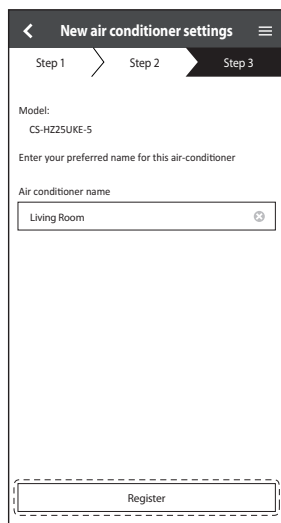 New air conditioner settings
Step 1 Step 2 Step 3
Model:
CS-HZ25UKE-5
Enter your preferred name for this air-conditioner
Air conditioner name
Living Room
Register